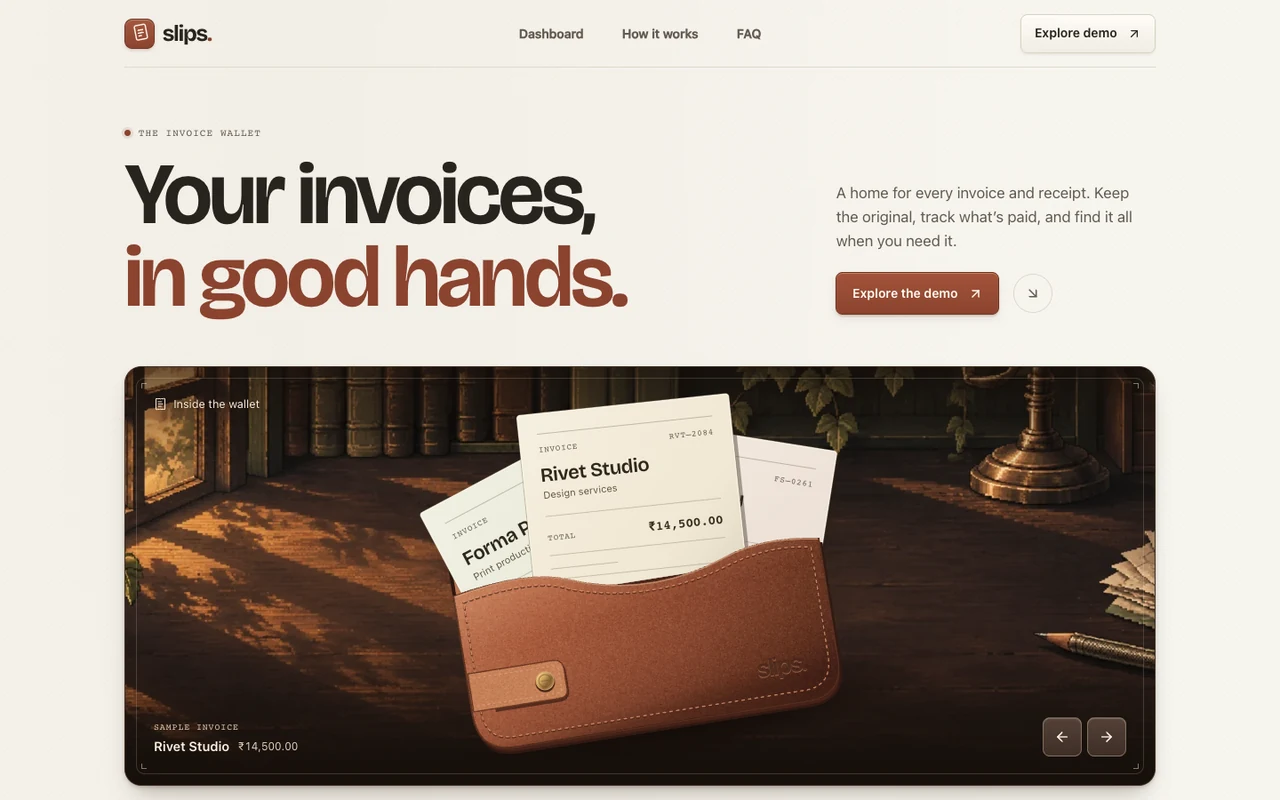 slips.
Dashboard
How it works
FAQ
Explore demo
THE INVOICE WALLET
Your invoices,
in good hands.
A home for every invoice and receipt. Keep
the original, track what's paid, and find it all
when you need it.
Explore the demo
Inside the wallet
INVOICE
RVT—2084
Rivet Studio
Design services
TOTAL
₹14,500.00
INVOICE
Forma
Print
FS—0261
slips.
SAMPLE INVOICE
Rivet Studio ₹14,500.00